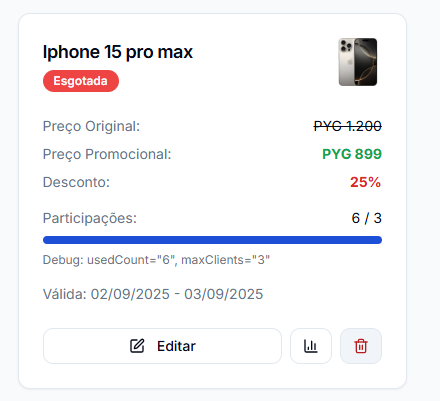 Iphone 15 pro max
Esgotada
Preço Original: PYG 1.200
Preço Promocional: PYG 899
Desconto: 25%
Participações: 6 / 3
Debug: usedCount="6", maxClients="3"
Válida: 02/09/2025 - 03/09/2025
Editar